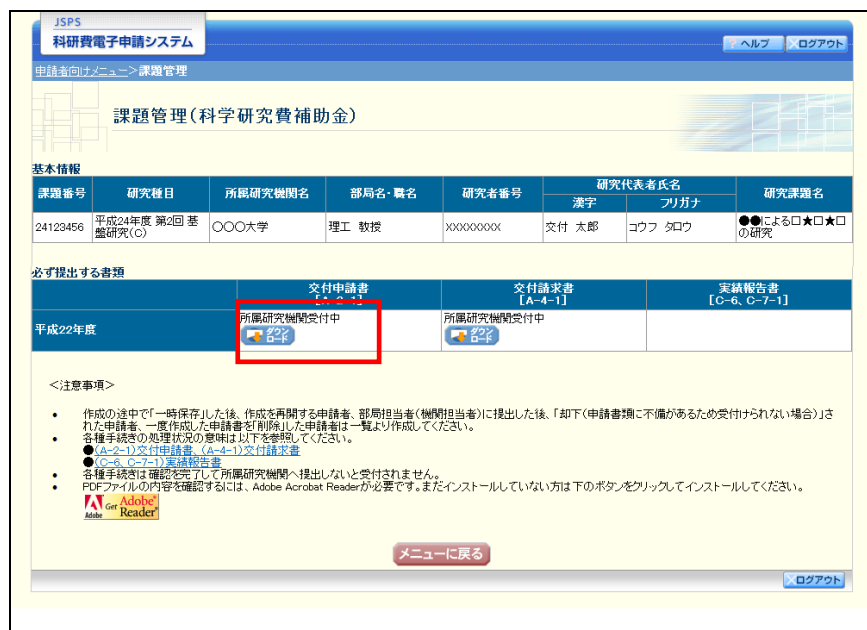 JSPS
科研費電子申請システム
ヘルプ ログアウト
申請者向けメニュー>課題管理
課題管理(科学研究費補助金)
基本情報
課題番号 研究種目 所属研究機関名 部局名・職名 研究者番号 研究代表者氏名 研究課題名
漢字 フリガナ
24123456 平成24年度 第2回 基盤研究(C) 〇〇〇大学 理工 教授 XXXXXXXX 交付 太郎 コウフ タロウ ●●による□★□★□の研究
必ず提出する書類
交付申請書 交付請求書 実績報告書
[A-2-1] [A-4-1] [C-6、C-7-1]
平成22年度 所属研究機関受付中 所属研究機関受付中
ダウンロード ダウンロード
<注意事項>
• 作成の途中で「一時保存」した後、作成を再開する申請者、部局担当者(機関担当者)に提出した後、「却下(申請書類に不備があるため受付けられない場合)」さ
れた申請者、一度作成した申請書を「削除」した申請者は一覧より作成してください。
• 各種手続きの処理状況の意味は以下を参照してください。
●(A-2-1)交付申請書、(A-4-1)交付請求書
●(C-6、C-7-1)実績報告書
• 各種手続きは確認を完了して所属研究機関へ提出しないと受付されません。
• PDFファイルの内容を確認するには、Adobe Acrobat Readerが必要です。まだインストールしていない方は下のボタンをクリックしてインストールしてください。
Adobe Get Adobe Reader
メニューに戻る
ログアウト